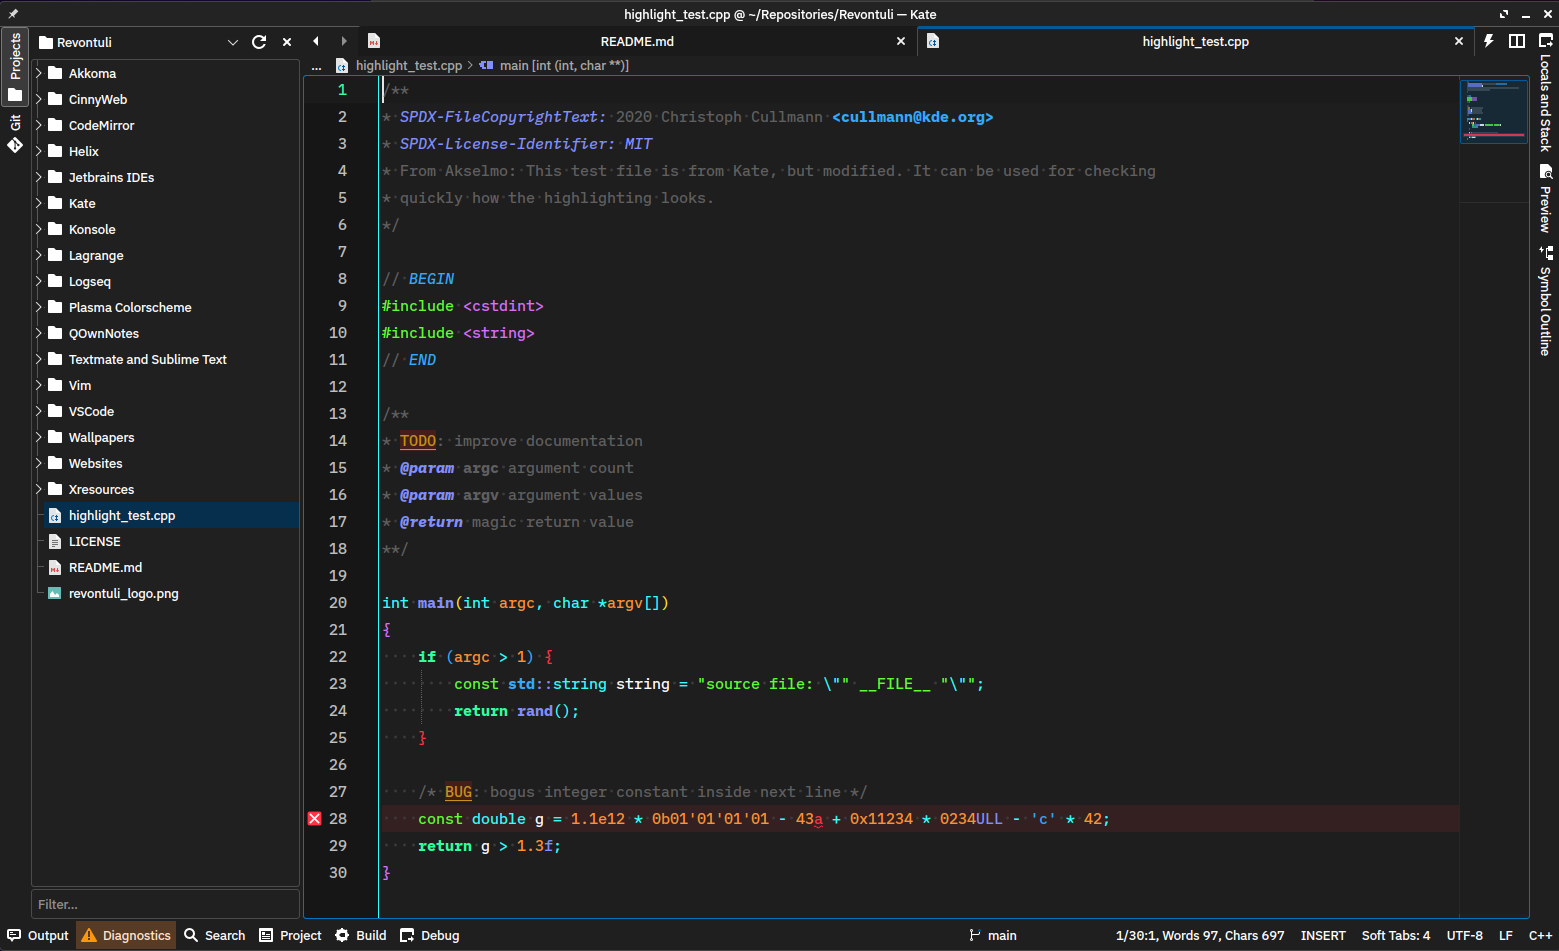 highlight_test.cpp @ ~/Repositories/Revontuli — Kate
Projects
Git
Revontuli
Akkoma
CinnyWeb
CodeMirror
Helix
Jetbrains IDEs
Kate
Konsole
Lagrange
Logseq
Plasma Colorscheme
QOwnNotes
Textmate and Sublime Text
Vim
VSCode
Wallpapers
Websites
Xresources
highlight_test.cpp
LICENSE
README.md
revontuli_logo.png
Filter...
README.md
highlight_test.cpp
... highlight_test.cpp > main [int (int, char **)]
1 /**
2 * SPDX-FileCopyrightText: 2020 Christoph Cullmann <cullmann@kde.org>
3 * SPDX-License-Identifier: MIT
4 * From Akselmo: This test file is from Kate, but modified. It can be used for checking
5 * quickly how the highlighting looks.
6 */
7
8 // BEGIN
9 #include <cstdint>
10 #include <string>
11 // END
12
13 /**
14 * TODO: improve documentation
15 * @param argc argument count
16 * @param argv argument values
17 * @return magic return value
18 **/
19
20 int main(int argc, char *argv[])
21 {
22     if (argc > 1) {
23         const std::string string = "source file: \"" __FILE__ "\"";
24         return rand();
25     }
26
27     /* BUG: bogus integer constant inside next line */
28     const double g = 1.1e12 * 0b01'01'01'01 - 43a + 0x11234 * 0234ULL - 'c' * 42;
29     return g > 1.3f;
30 }
Locals and Stack
Preview
Symbol Outline
Output Diagnostics Search Project Build Debug main 1/30:1, Words 97, Chars 697 INSERT Soft Tabs: 4 UTF-8 LF C++